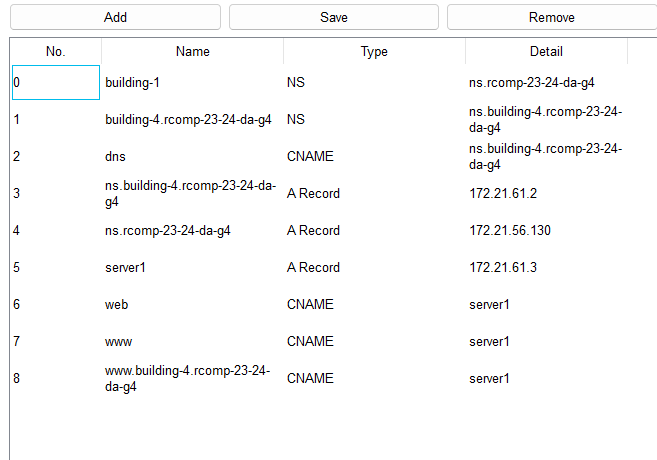 Add Save Remove
No. Name Type Detail
0 building-1 NS ns.rcomp-23-24-da-g4
1 building-4.rcomp-23-24-da-g4 NS ns.building-4.rcomp-23-24-
da-g4
2 dns CNAME ns.building-4.rcomp-23-24-
da-g4
3 ns.building-4.rcomp-23-24-da-
g4 A Record 172.21.61.2
4 ns.rcomp-23-24-da-g4 A Record 172.21.56.130
5 server1 A Record 172.21.61.3
6 web CNAME server1
7 www CNAME server1
8 www.building-4.rcomp-23-24-
da-g4 CNAME server1